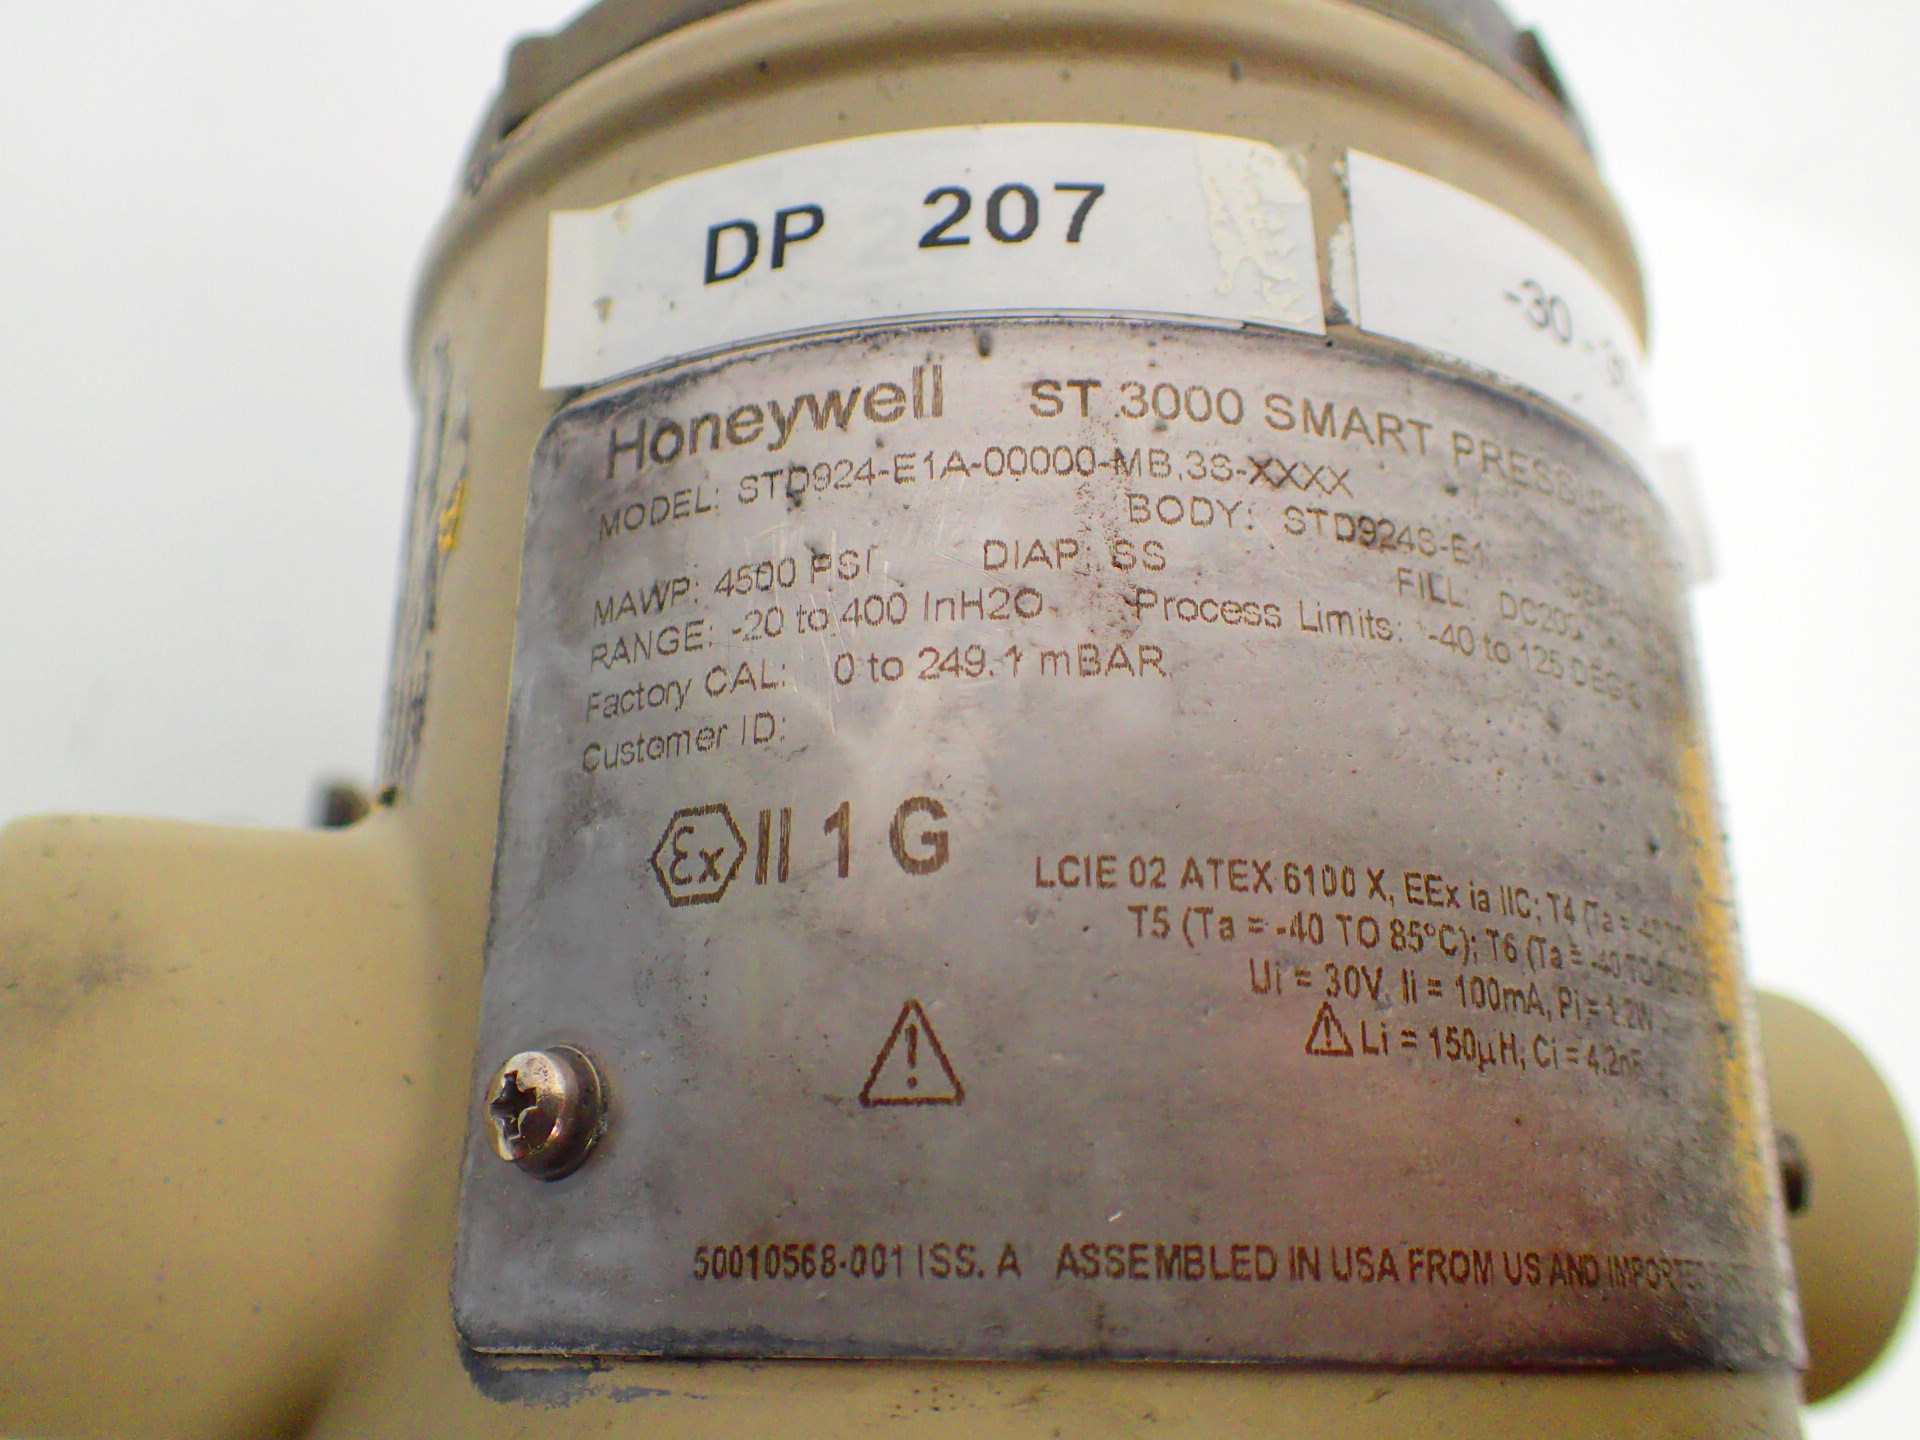 DP 207
-30 -
Honeywell ST 3000 SMART PRESSURE
MODEL: STD924-E1A-00000-MB,3S-XXXX
BODY: STD924S-E1
MAWP: 4500 PSI DIAP: SS
FILL: DC200
RANGE: -20 to 400 InH2O Process Limits: -40 to 125 DEG C
Factory CAL: 0 to 249.1 mBAR
Customer ID:
Ex II 1 G
LCIE 02 ATEX 6100 X, EEx ia IIC; T4 (Ta = -40 TO
T5 (Ta = -40 TO 85°C); T6 (Ta = -40 TO
Ui = 30V, Ii = 100mA, Pi = 1.2W
Li = 150µH, Ci = 4.2nF
50010568-001 ISS. A ASSEMBLED IN USA FROM US AND IMPORTED